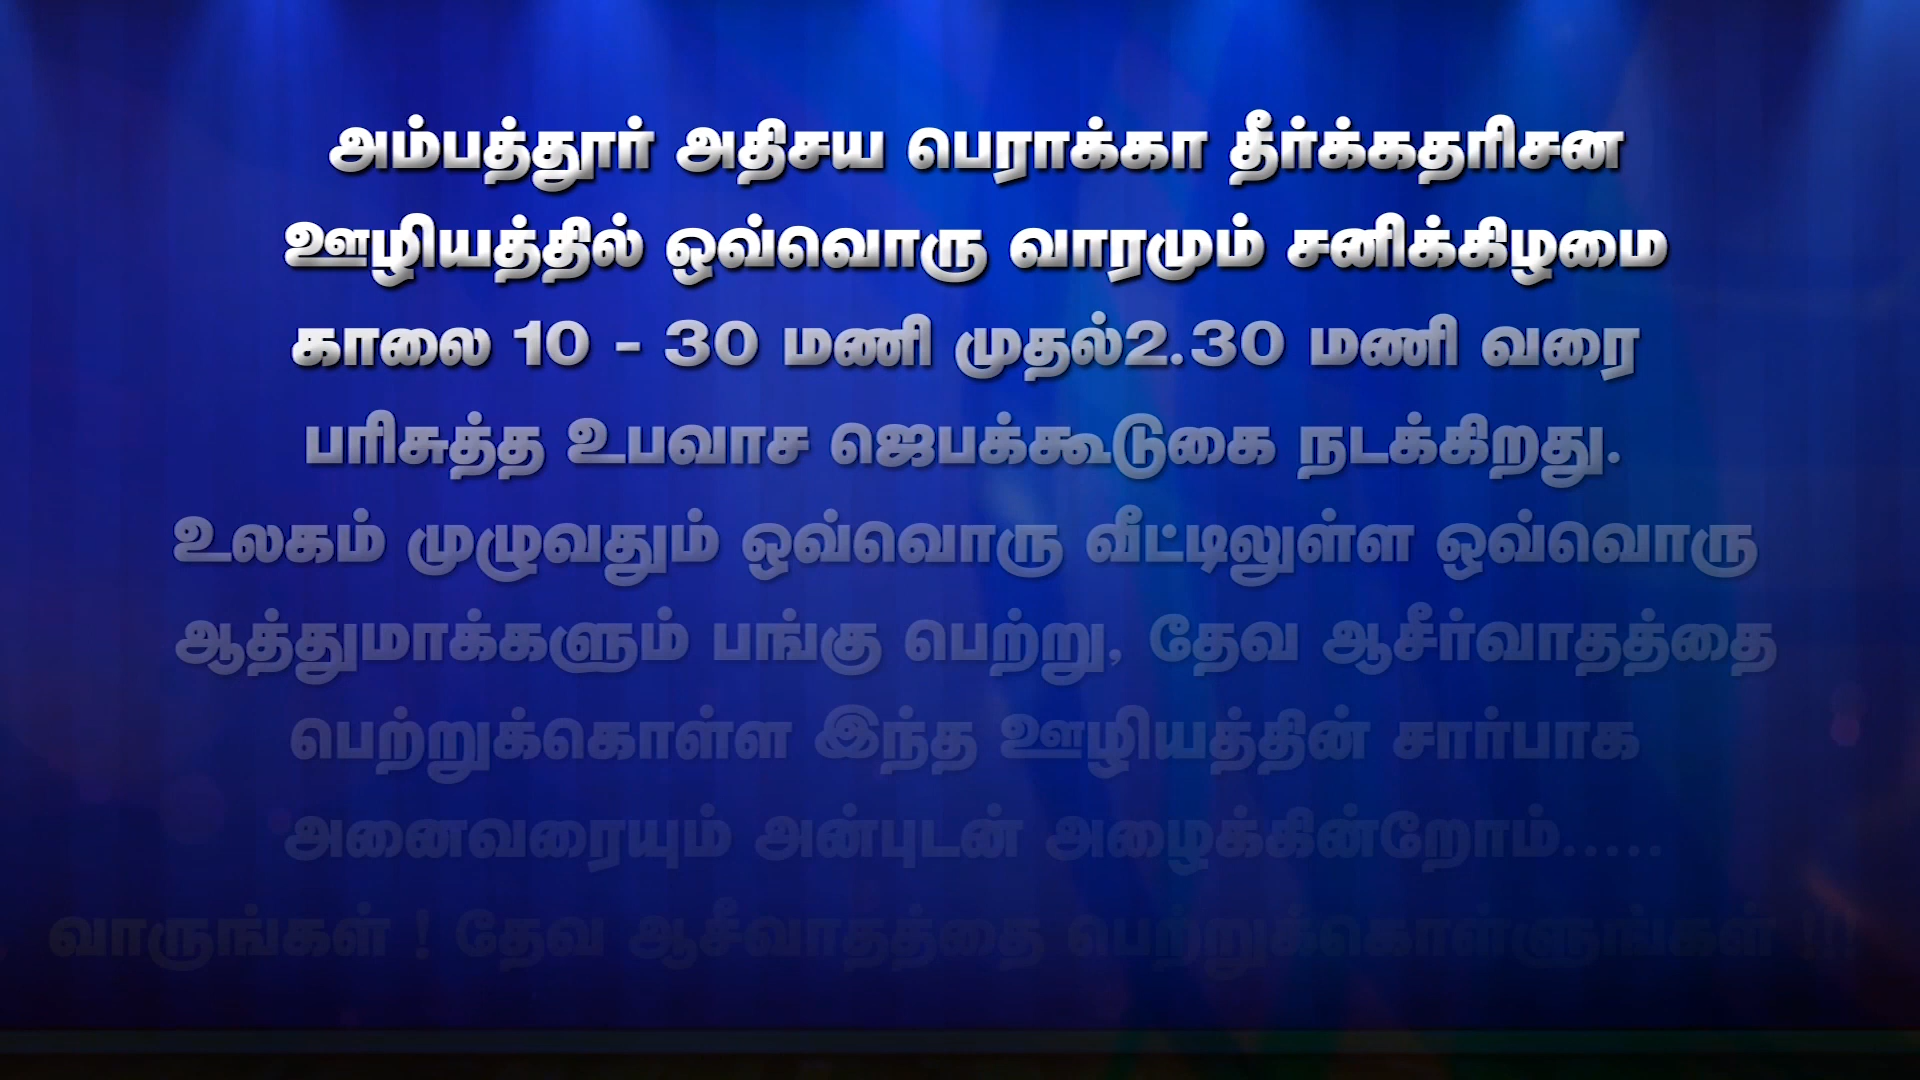 அம்பத்தூர் அதிசய பெராக்கா தீர்க்கதரிசன
ஊழியத்தில் ஒவ்வொரு வாரமும் சனிக்கிழமை
காலை 10 - 30 மணி முதல்2.30 மணி வரை
பரிசுத்த உபவாச ஜெபக்கூடுகை நடக்கிறது.
உலகம் முழுவதும் ஒவ்வொரு வீட்டிலுள்ள ஒவ்வொரு
ஆத்துமாக்களும் பங்கு பெற்று, தேவ ஆசீர்வாதத்தை
பெற்றுக்கொள்ள இந்த ஊழியத்தின் சார்பாக
அனைவரையும் அன்புடன் அழைக்கின்றோம்.....
வாருங்கள் ! தேவ ஆசீவாதத்தை பெற்றுக்கொள்ளுங்கள் !!!